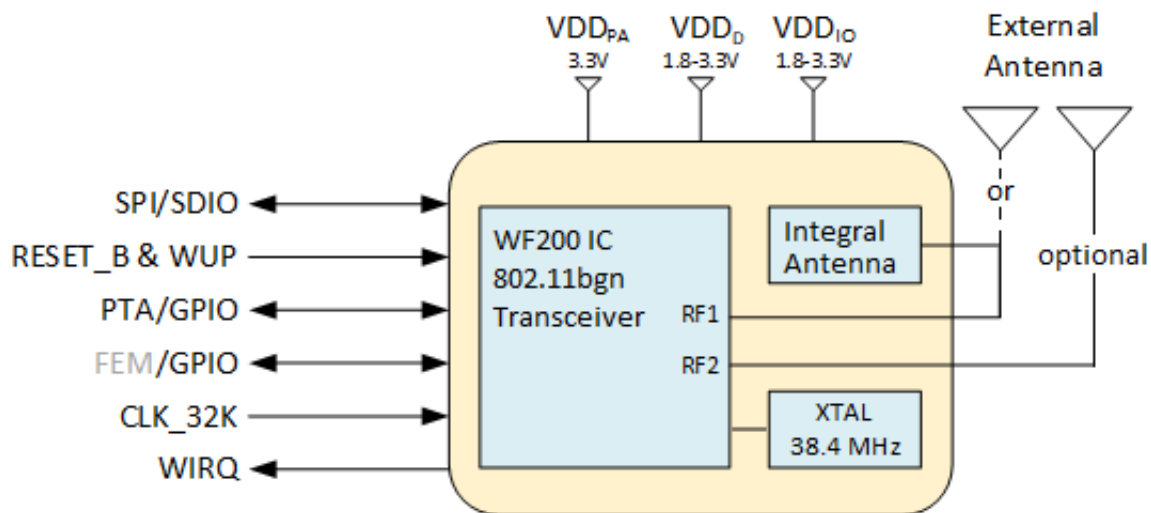 VDDPA
3.3V
VDDD
1.8-3.3V
VDDIO
1.8-3.3V
External
Antenna
SPI/SDIO
RESET_B & WUP
PTA/GPIO
FEM/GPIO
CLK_32K
WIRQ
WF200 IC
802.11bgn
Transceiver
RF1
RF2
Integral
Antenna
XTAL
38.4 MHz
or
optional